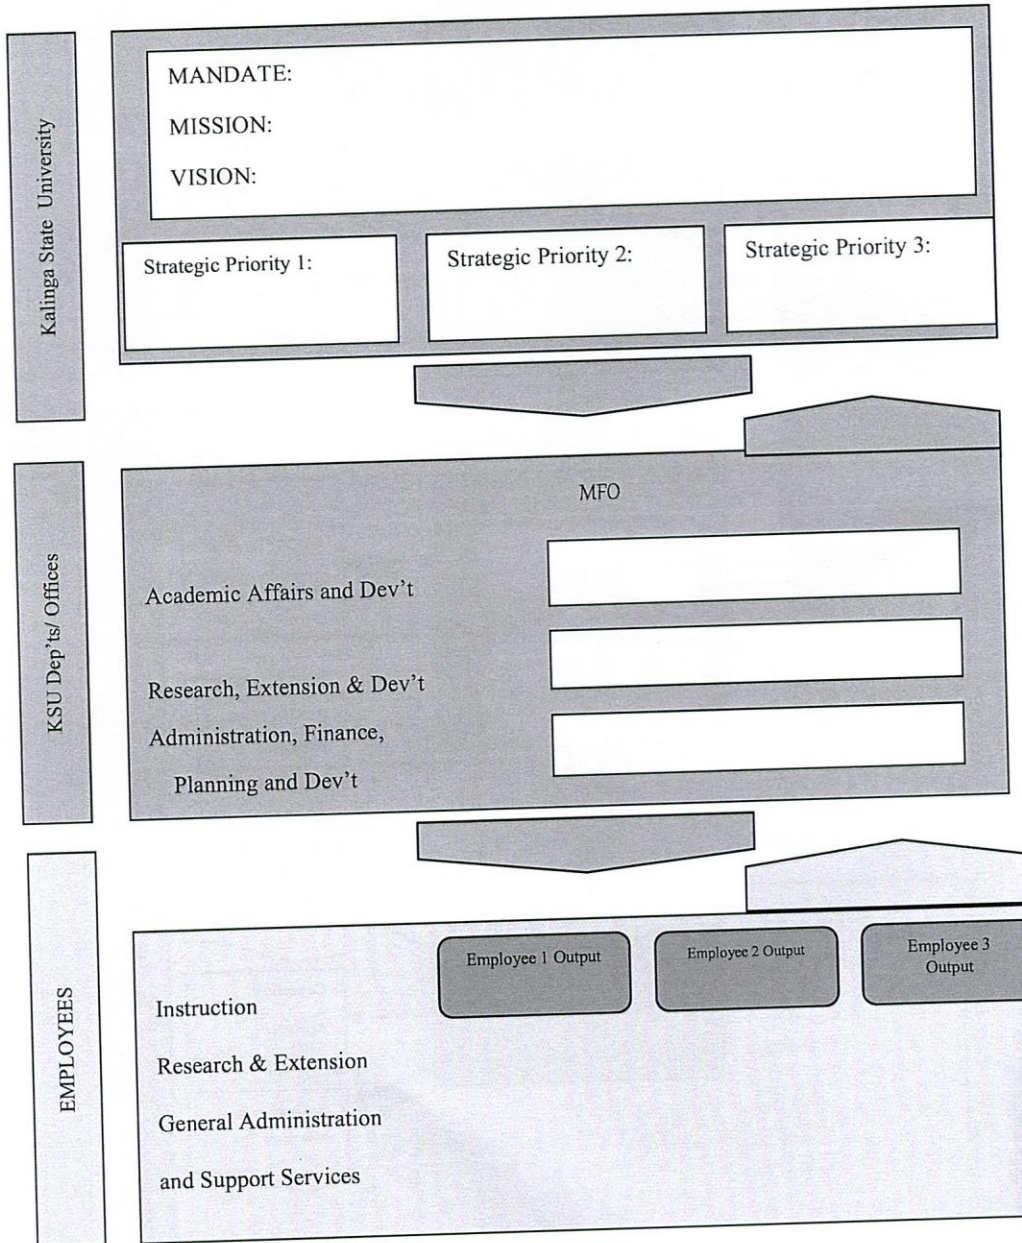 Kalinga State University
MANDATE:
MISSION:
VISION:
Strategic Priority 1:
Strategic Priority 2:
Strategic Priority 3:
KSU Dep'ts/ Offices
MFO
Academic Affairs and Dev't
Research, Extension & Dev't
Administration, Finance,
Planning and Dev't
EMPLOYEES
Employee 1 Output
Employee 2 Output
Employee 3
Output
Instruction
Research & Extension
General Administration
and Support Services